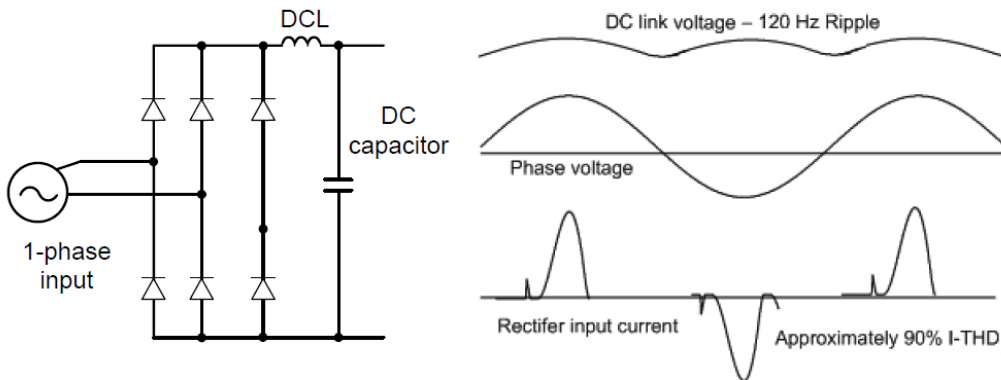 DCL
DC
capacitor
1-phase
input
DC link voltage – 120 Hz Ripple
Phase voltage
Rectifer input current
Approximately 90% I-THD